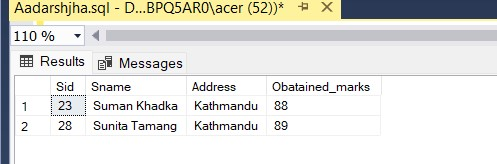 Aadarshjha.sql - D...BPQ5AR0\acer (52))*
110 %
Results Messages
Sid Sname Address Obatained_marks
1 23 Suman Khadka Kathmandu 88
2 28 Sunita Tamang Kathmandu 89